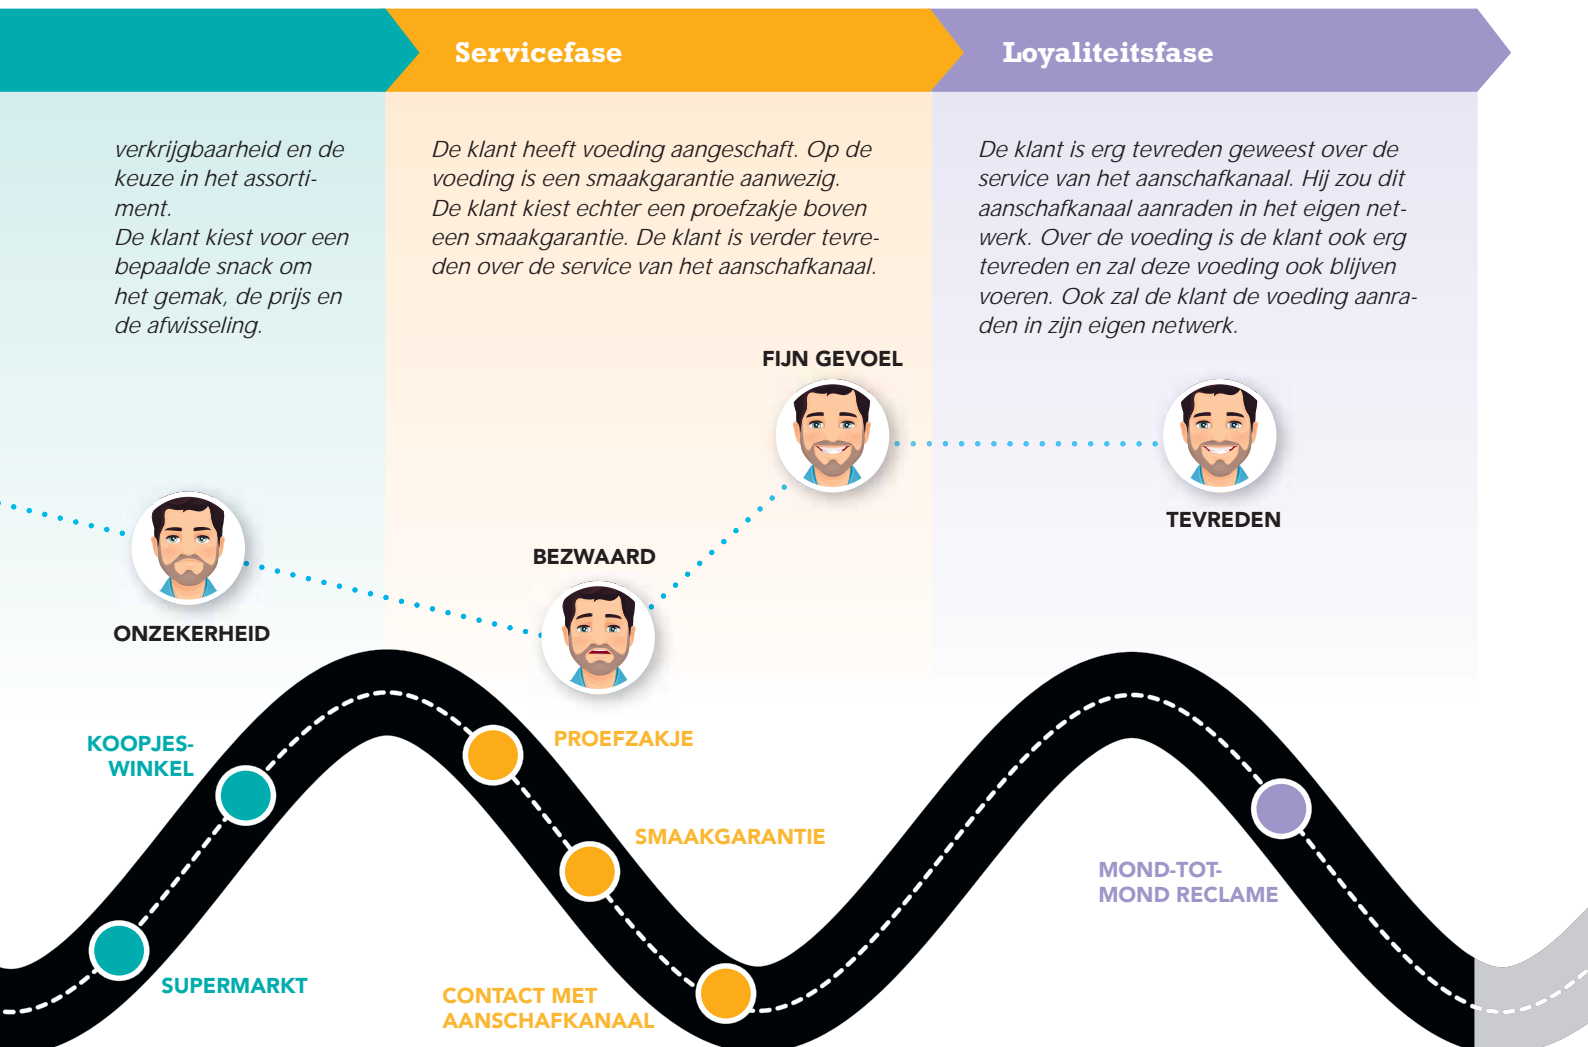 Servicefase
Loyaliteitsfase
verkrijgbaarheid en de
keuze in het assorti-
ment.
De klant kiest voor een
bepaalde snack om
het gemak, de prijs en
de afwisseling.
De klant heeft voeding aangeschaft. Op de
voeding is een smaakgarantie aanwezig.
De klant kiest echter een proefzakje boven
een smaakgarantie. De klant is verder tevre-
den over de service van het aanschafkanaal.
De klant is erg tevreden geweest over de
service van het aanschafkanaal. Hij zou dit
aanschafkanaal aanraden in het eigen net-
werk. Over de voeding is de klant ook erg
tevreden en zal deze voeding ook blijven
voeren. Ook zal de klant de voeding aanra-
den in zijn eigen netwerk.
FIJN GEVOEL
TEVREDEN
BEZWAARD
ONZEKERHEID
KOOPJES-
WINKEL
PROEFZAKJE
SMAAKGARANTIE
MOND-TOT-
MOND RECLAME
SUPERMARKT
CONTACT MET
AANSCHAFKANAAL